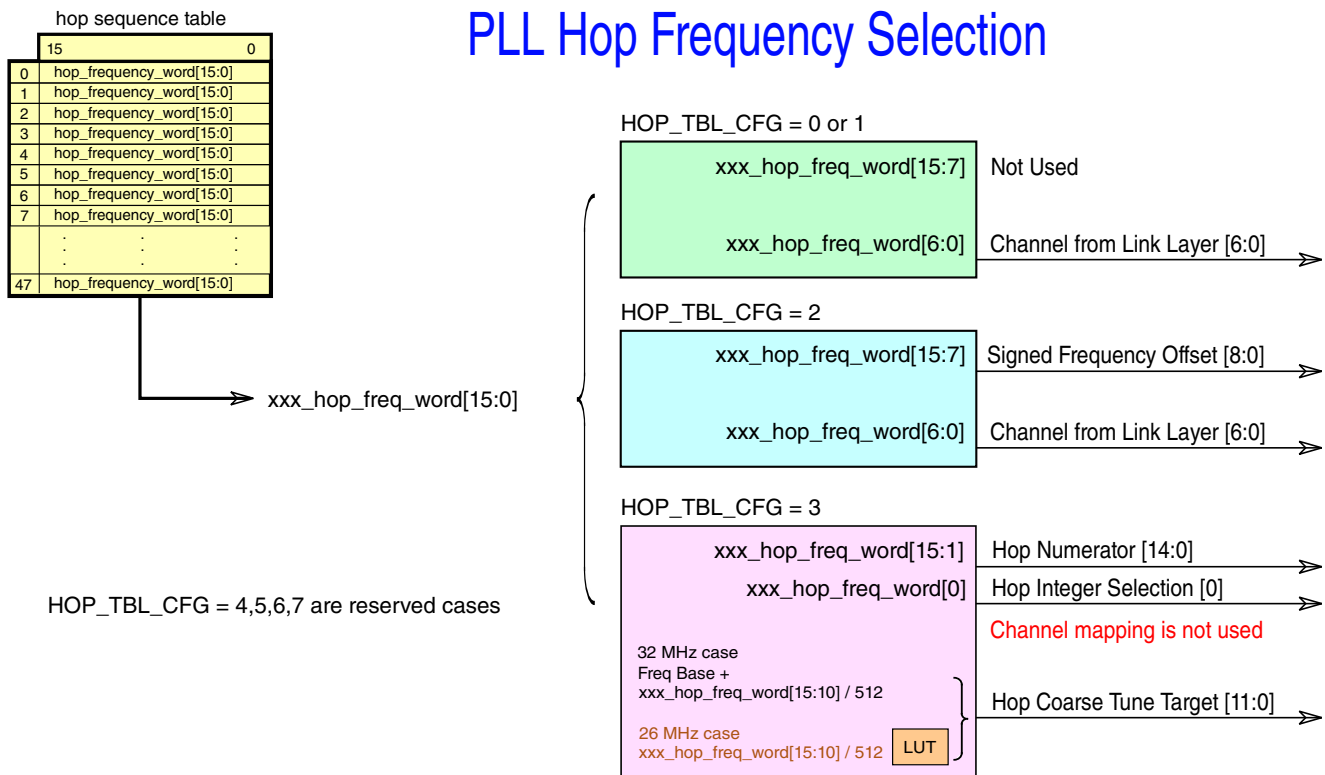 hop sequence table
PLL Hop Frequency Selection
15 0
0 hop_frequency_word[15:0]
1 hop_frequency_word[15:0]
2 hop_frequency_word[15:0]
3 hop_frequency_word[15:0]
4 hop_frequency_word[15:0]
5 hop_frequency_word[15:0]
6 hop_frequency_word[15:0]
7 hop_frequency_word[15:0]
. . .
. . .
. . .
47 hop_frequency_word[15:0]
xxx_hop_freq_word[15:0]
HOP_TBL_CFG = 4,5,6,7 are reserved cases
HOP_TBL_CFG = 0 or 1
xxx_hop_freq_word[15:7] Not Used
xxx_hop_freq_word[6:0] Channel from Link Layer [6:0]
HOP_TBL_CFG = 2
xxx_hop_freq_word[15:7] Signed Frequency Offset [8:0]
xxx_hop_freq_word[6:0] Channel from Link Layer [6:0]
HOP_TBL_CFG = 3
xxx_hop_freq_word[15:1] Hop Numerator [14:0]
xxx_hop_freq_word[0] Hop Integer Selection [0]
Channel mapping is not used
32 MHz case
Freq Base +
xxx_hop_freq_word[15:10] / 512
Hop Coarse Tune Target [11:0]
26 MHz case
xxx_hop_freq_word[15:10] / 512 LUT